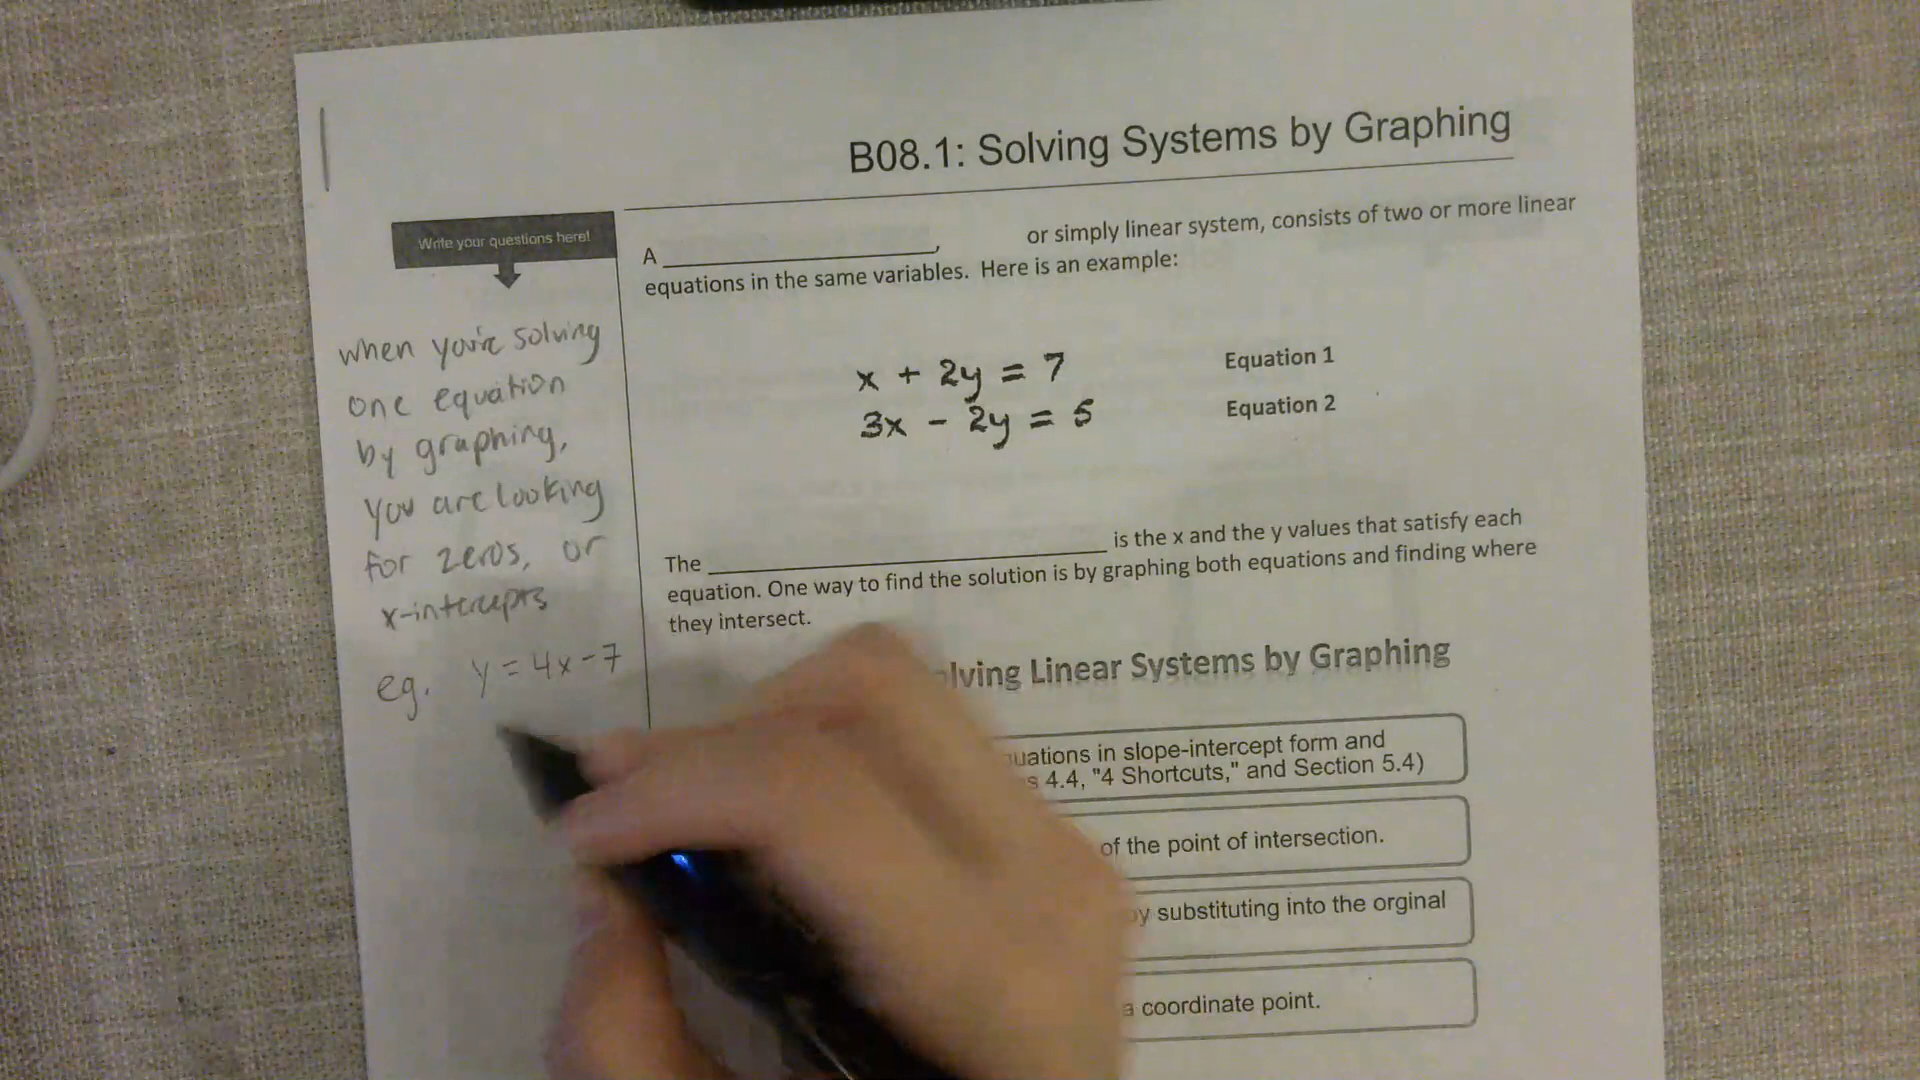 B08.1: Solving Systems by Graphing
Write your questions here!
A ____________________, or simply linear system, consists of two or more linear
equations in the same variables. Here is an example:
when you're solving
one equation
by graphing,
you are looking
for zeros, or
x-intercepts
eg. y = 4x - 7
x + 2y = 7 Equation 1
3x - 2y = 5 Equation 2
The ____________________ is the x and the y values that satisfy each
equation. One way to find the solution is by graphing both equations and finding where
they intersect.
Linear Systems by Graphing
in slope-intercept form and
4.4, "4 Shortcuts," and Section 5.4)
of the point of intersection.
substituting into the orginal
a coordinate point.